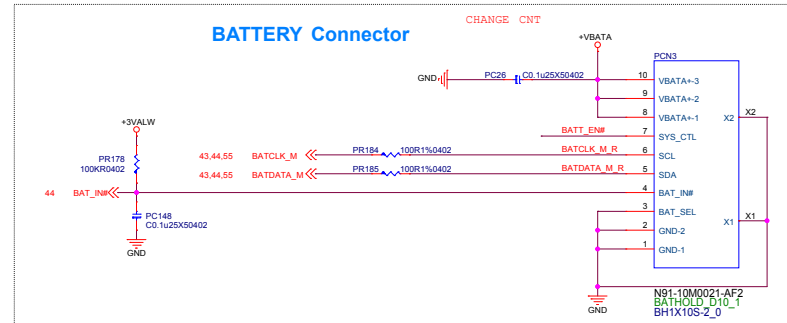 CHANGE CNT
BATTERY Connector
+VBATA
PCN3
GND
PC26
C0.1u25X50402
10
VBATA+-3
9
VBATA+-2
8
VBATA+-1
X2
X2
+3VALW
BATT_EN#
7
SYS_CTL
43,44,55
BATCLK_M
PR184
100R1%0402
BATCLK_M_R
6
SCL
PR178
100KR0402
43,44,55
BATDATA_M
PR185
100R1%0402
BATDATA_M_R
5
SDA
44
BAT_IN#
4
BAT_IN#
PC148
C0.1u25X50402
3
BAT_SEL
X1
X1
2
GND-2
1
GND-1
GND
GND
N91-10M0021-AF2
BATHOLD_D10_1
BH1X10S-2_0